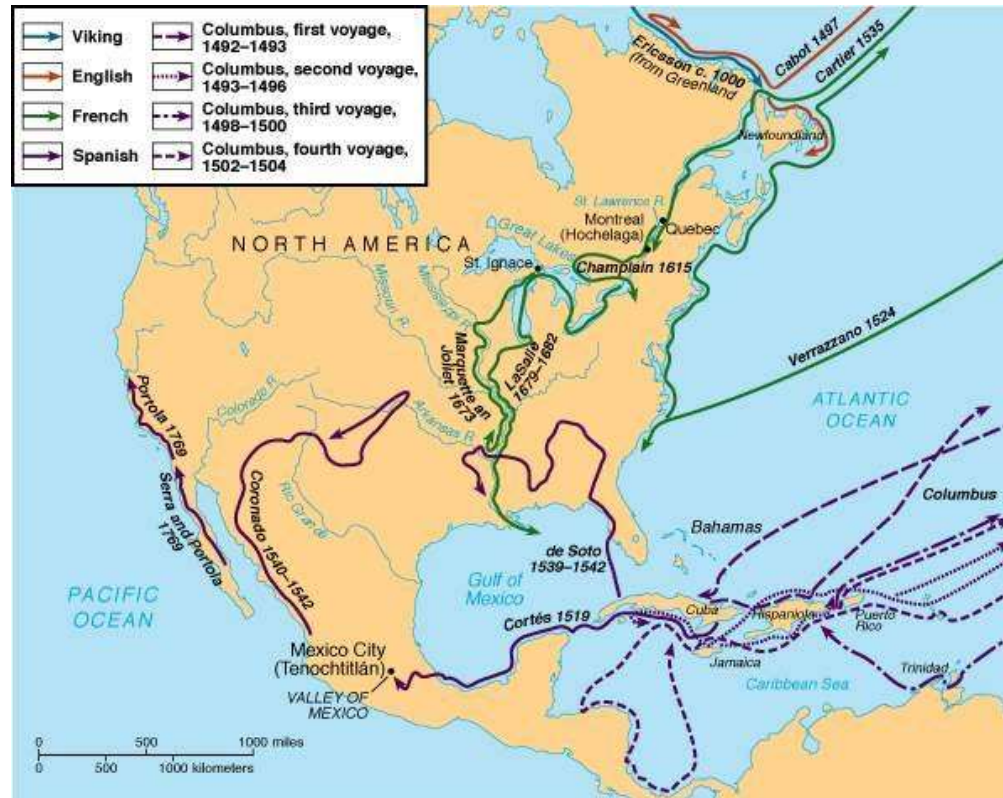 Viking
English
French
Spanish
Columbus, first voyage,
1492–1493
Columbus, second voyage,
1493–1496
Columbus, third voyage,
1498–1500
Columbus, fourth voyage,
1502–1504
Ericsson c. 1000
(from Greenland
Cabot 1497
Cartier 1535
Newfoundland
St. Lawrence R.
Montreal
(Hochelaga)
Quebec
Great Lakes
NORTH AMERICA
St. Ignace
Champlain 1615
Missouri R.
Mississippi R.
Marquette an
Joliet 1673
LaSalle
1679–1682
Verrazzano 1524
ATLANTIC
OCEAN
Portola 1769
Colorado R.
Arkansas R.
Serra and Portola
1769
Coronado 1540–1542
Rio Grande
Columbus
Bahamas
de Soto
1539–1542
Gulf of
Mexico
PACIFIC
OCEAN
Cortés 1519
Cuba
Hispaniola
Puerto
Rico
Jamaica
Mexico City
(Tenochtitlán)
Trinidad
Caribbean Sea
VALLEY OF
MEXICO
0 500 1000 miles
0 500 1000 kilometers